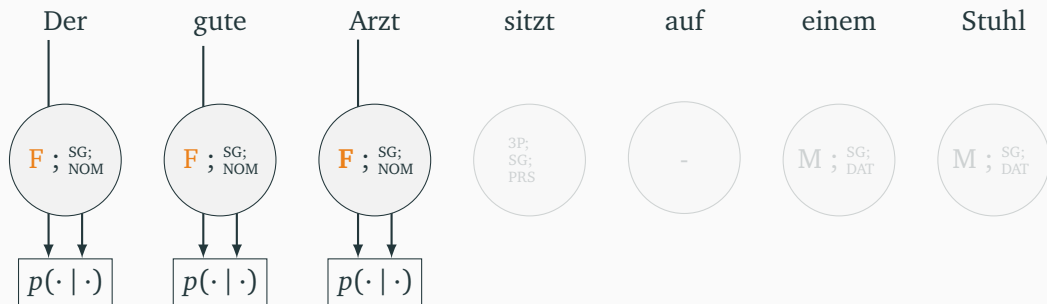 Der gute Arzt sitzt auf einem Stuhl
F ; SG; NOM F ; SG; NOM F ; SG; NOM 3P; SG; PRS - M ; SG; DAT M ; SG; DAT
p(· | ·) p(· | ·) p(· | ·)